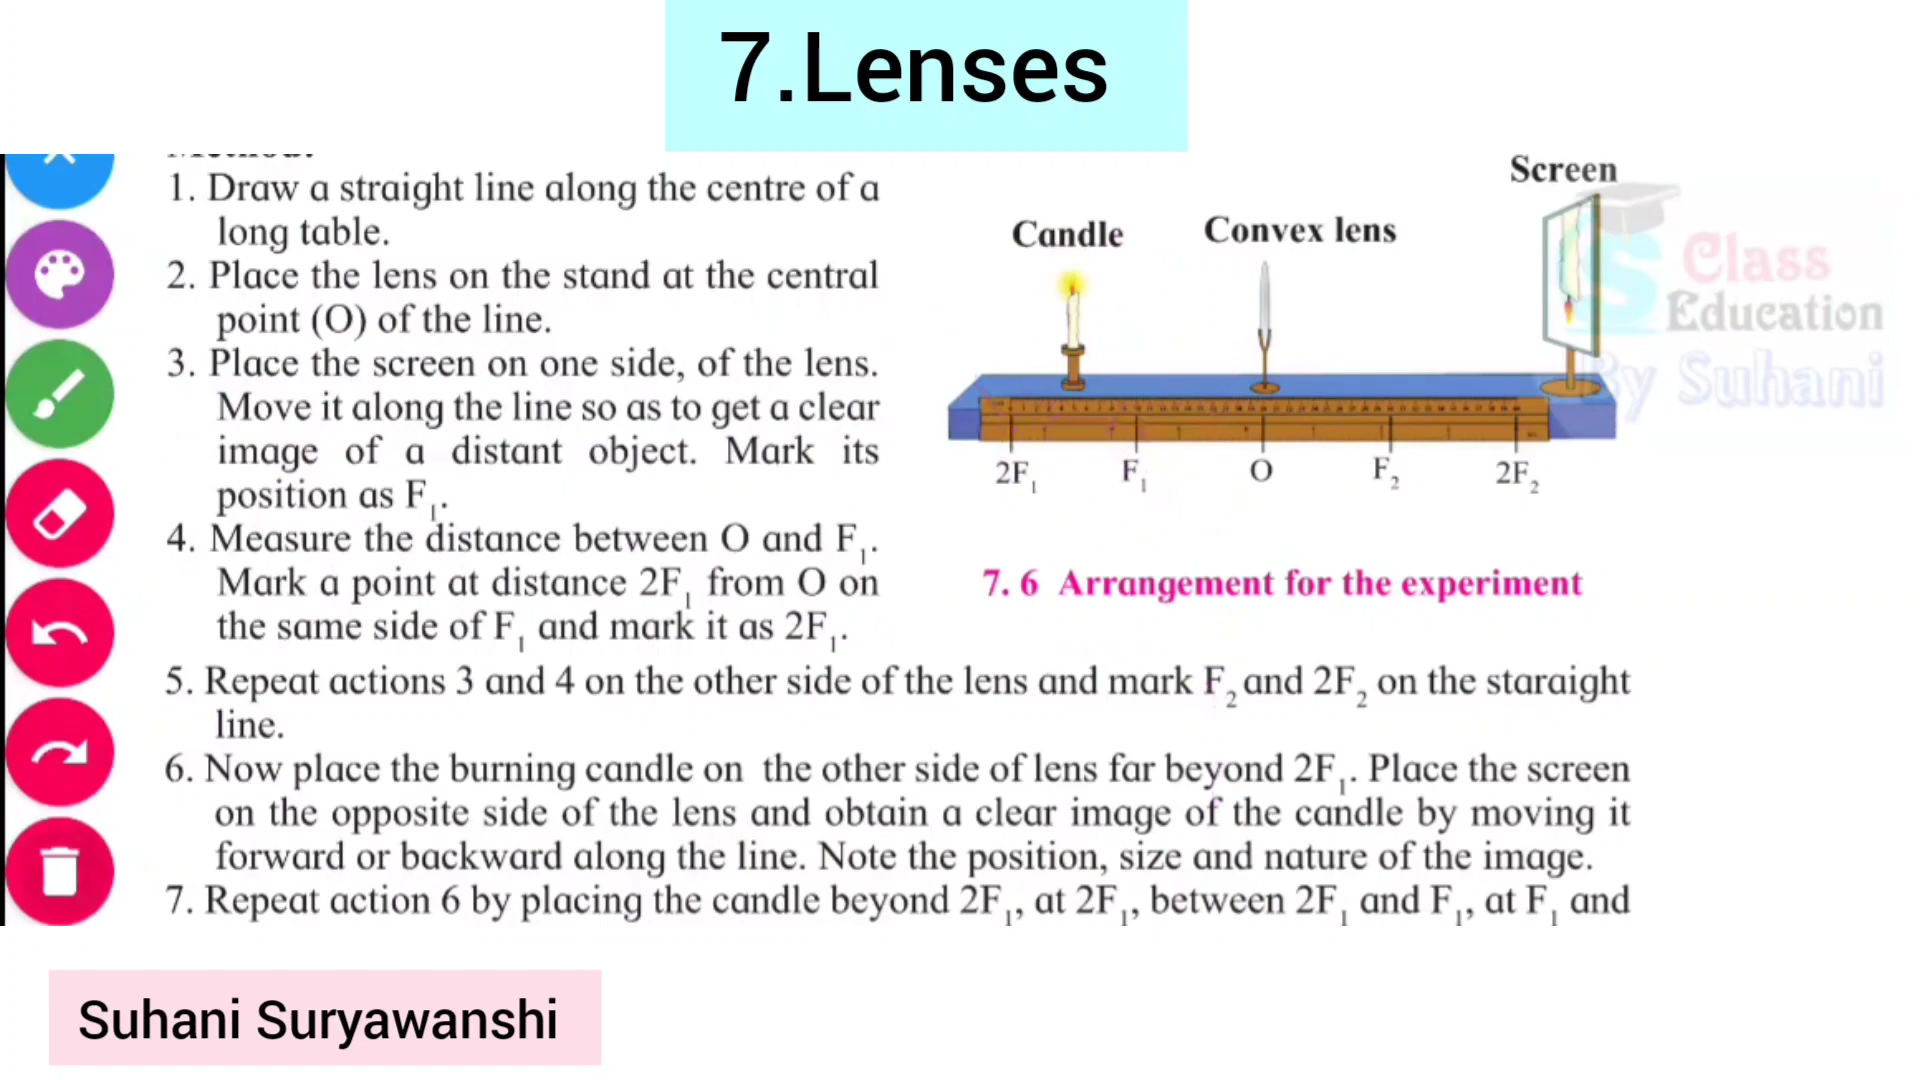 7.Lenses
1. Draw a straight line along the centre of a
long table.
2. Place the lens on the stand at the central
point (O) of the line.
3. Place the screen on one side, of the lens.
Move it along the line so as to get a clear
image of a distant object. Mark its
position as F₁.
4. Measure the distance between O and F₁.
Mark a point at distance 2F₁ from O on
the same side of F₁ and mark it as 2F₁.
Screen
Candle
Convex lens
Class
Education
By Suhani
2F₁
F₁
O
F₂
2F₂
7. 6 Arrangement for the experiment
5. Repeat actions 3 and 4 on the other side of the lens and mark F₂ and 2F₂ on the staraight
line.
6. Now place the burning candle on the other side of lens far beyond 2F₁. Place the screen
on the opposite side of the lens and obtain a clear image of the candle by moving it
forward or backward along the line. Note the position, size and nature of the image.
7. Repeat action 6 by placing the candle beyond 2F₁, at 2F₁, between 2F₁ and F₁, at F₁ and
Suhani Suryawanshi